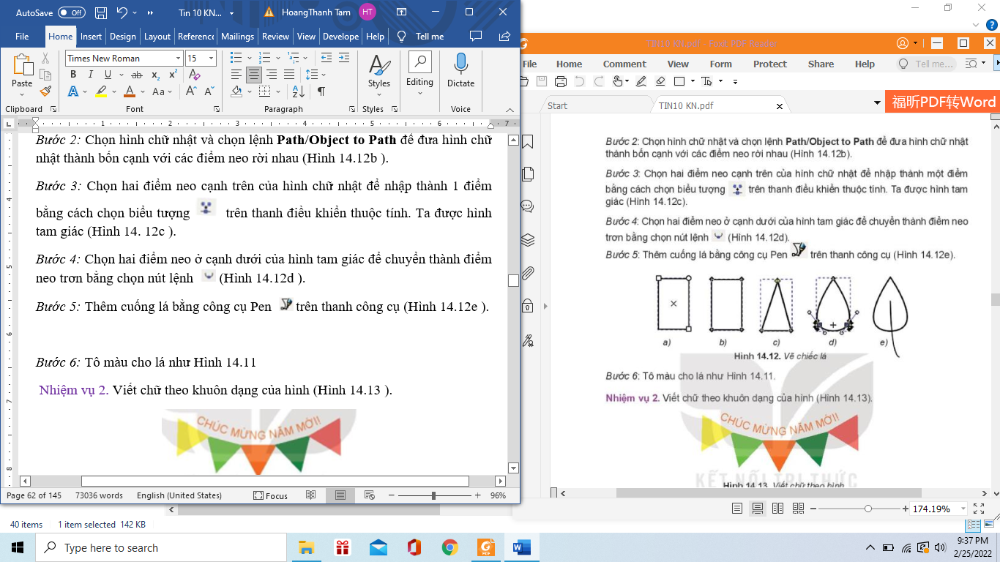 AutoSave Off Tin 10 KN... HoangThanh Tam HT
File Home Insert Design Layout Reference Mailings Review View Develope Help Tell me
Paste
Times New Roman 15
B I U ab x₂ x²
A A Aa A A
Styles Editing Dictate
Clipboard Font Paragraph Styles Voice
1 2 3 4 5 6 7
Bước 2: Chọn hình chữ nhật và chọn lệnh Path/Object to Path để đưa hình chữ
nhật thành bốn cạnh với các điểm neo rời nhau (Hình 14.12b ).
Bước 3: Chọn hai điểm neo cạnh trên của hình chữ nhật để nhập thành 1 điểm
bằng cách chọn biểu tượng trên thanh điều khiển thuộc tính. Ta được hình
tam giác (Hình 14. 12c ).
Bước 4: Chọn hai điểm neo ở cạnh dưới của hình tam giác để chuyển thành điểm
neo trơn bằng chọn nút lệnh (Hình 14.12d ).
Bước 5: Thêm cuống lá bằng công cụ Pen trên thanh công cụ (Hình 14.12e ).
Bước 6: Tô màu cho lá như Hình 14.11
Nhiệm vụ 2. Viết chữ theo khuôn dạng của hình (Hình 14.13 ).
CHÚC MỪNG NĂM MỚI!
4
5
6
7
8
Page 62 of 145 73036 words English (United States) Focus 96%
40 items 1 item selected 142 KB
TIN10 KN.pdf - Foxit PDF Reader
File Home Comment View Form Protect Share Help Tell me...
Start TIN10 KN.pdf 福昕PDF转Word
Bước 2: Chọn hình chữ nhật và chọn lệnh Path/Object to Path để đưa hình chữ nhật
thành bốn cạnh với các điểm neo rời nhau (Hình 14.12b).
Bước 3: Chọn hai điểm neo cạnh trên của hình chữ nhật để nhập thành một điểm
bằng cách chọn biểu tượng trên thanh điều khiển thuộc tính. Ta được hình tam
giác (Hình 14.12c).
Bước 4: Chọn hai điểm neo ở cạnh dưới của hình tam giác để chuyển thành điểm neo
trơn bằng chọn nút lệnh (Hình 14.12d).
Bước 5: Thêm cuống lá bằng công cụ Pen trên thanh công cụ (Hình 14.12e).
a) b) c) d) e)
Hình 14.12. Vẽ chiếc lá
Bước 6: Tô màu cho lá như Hình 14.11.
Nhiệm vụ 2. Viết chữ theo khuôn dạng của hình (Hình 14.13).
CHÚC MỪNG NĂM MỚI!!
KẾT NỐI TRI THỨC
Hình 14.13. Viết chữ theo hình
174.19%
Type here to search
9:37 PM
2/25/2022